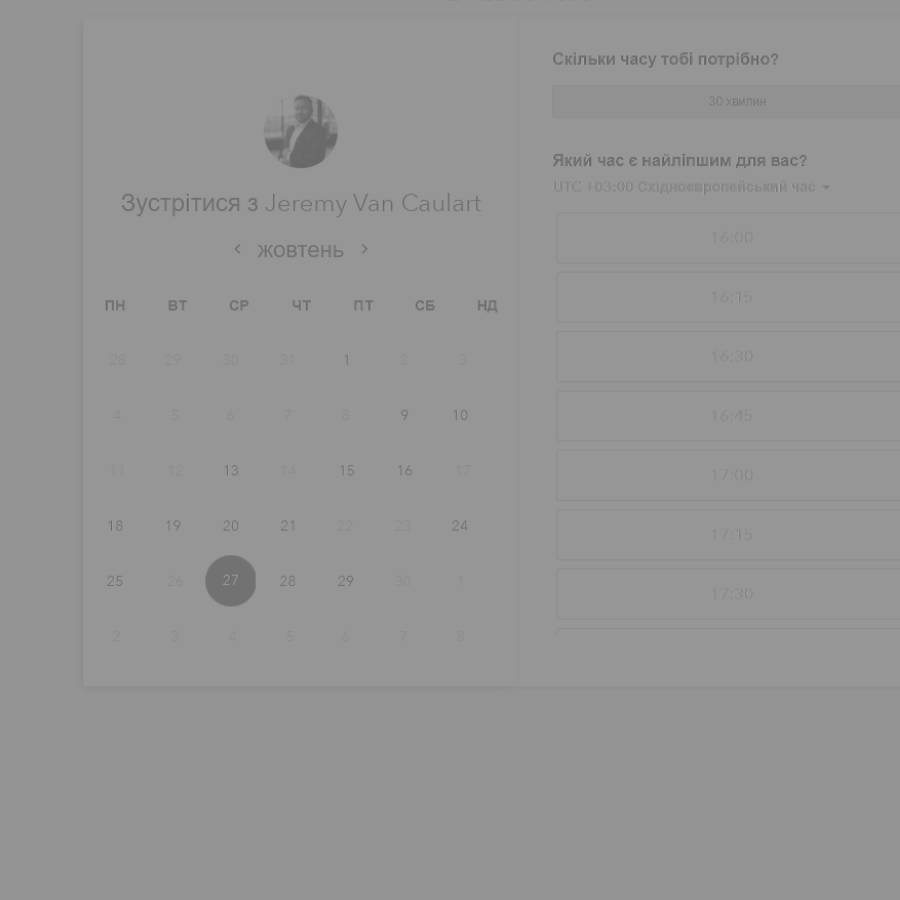 Зустрітися з Jeremy Van Caulart
жовтень
ПН ВТ СР ЧТ ПТ СБ НД
28 29 30 31 1 2 3
4 5 6 7 8 9 10
11 12 13 14 15 16 17
18 19 20 21 22 23 24
25 26 27 28 29 30 1
2 3 4 5 6 7 8
Скільки часу тобі потрібно?
30 хвилин
Який час є найліпшим для вас?
UTC +03:00 Східноєвропейський час
16:00
16:15
16:30
16:45
17:00
17:15
17:30